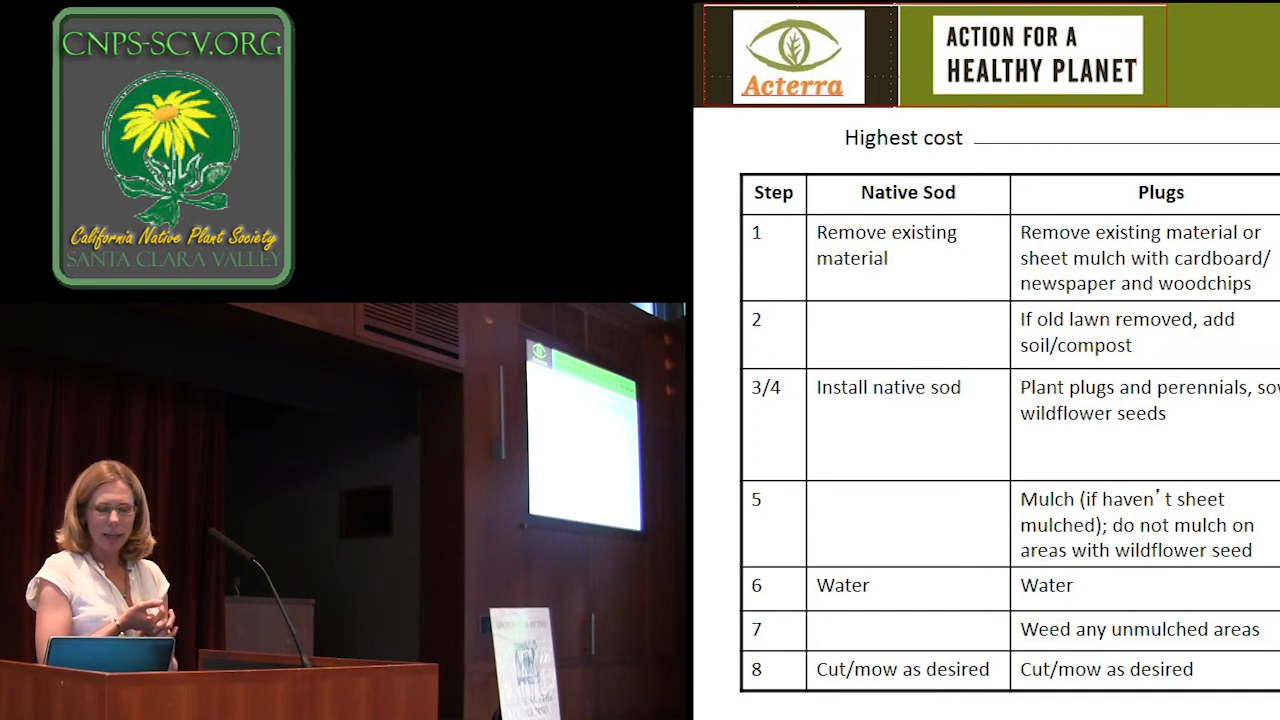 CNPS-SCV.ORG
California Native Plant Society
SANTA CLARA VALLEY
Acterra
ACTION FOR A
HEALTHY PLANET
Highest cost
Step Native Sod Plugs
1 Remove existing Remove existing material or
material sheet mulch with cardboard/
newspaper and woodchips
2 If old lawn removed, add
soil/compost
3/4 Install native sod Plant plugs and perennials, sow
wildflower seeds
5 Mulch (if haven’t sheet
mulched); do not mulch on
areas with wildflower seed
6 Water Water
7 Weed any unmulched areas
8 Cut/mow as desired Cut/mow as desired